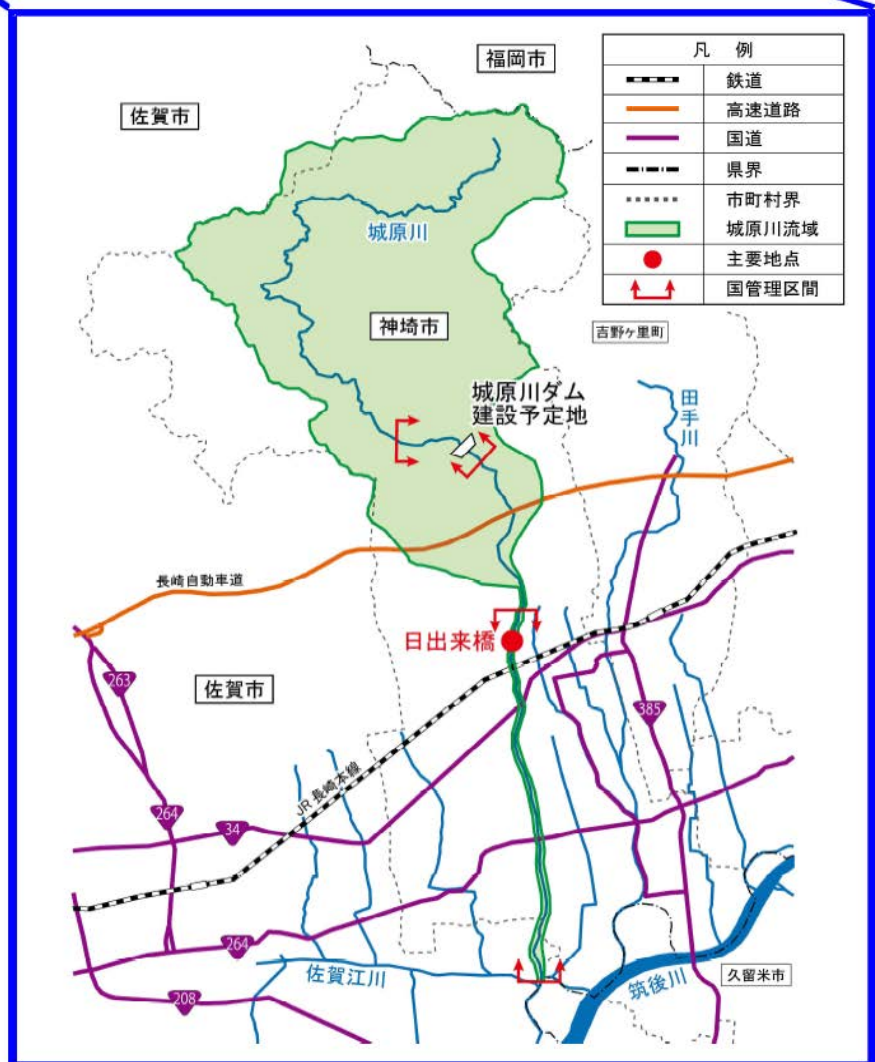 福岡市
佐賀市
凡 例
鉄道
高速道路
国道
県界
市町村界
城原川流域
主要地点
国管理区間
城原川
神埼市
吉野ヶ里町
城原川ダム
建設予定地
田手川
長崎自動車道
日出来橋
佐賀市
263
385
JR 長崎本線
264
34
264
佐賀江川
筑後川
久留米市
208